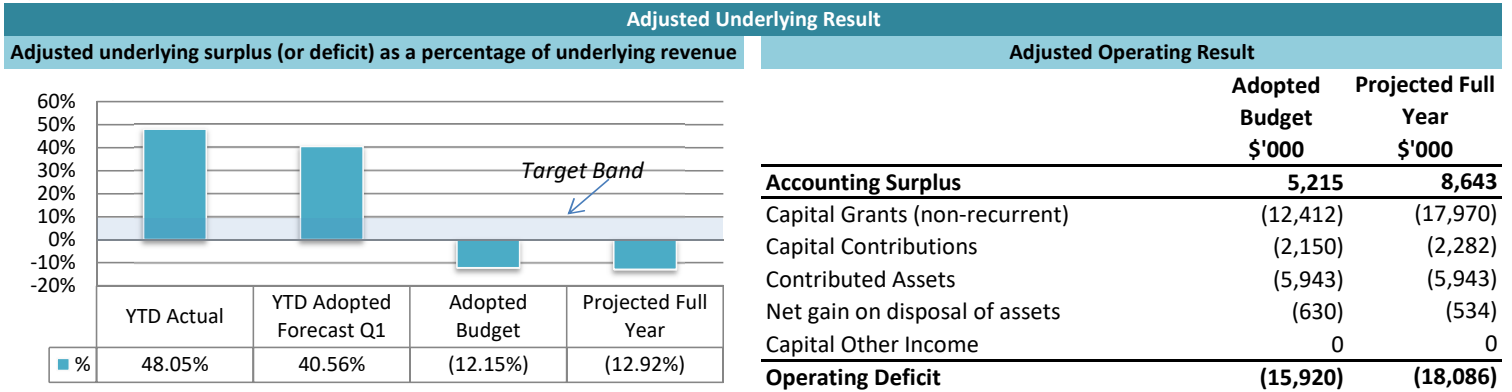 Adjusted Underlying Result
Adjusted underlying surplus (or deficit) as a percentage of underlying revenue
60%
50%
40%
30%
20%
10%
0%
-10%
-20%
Target Band
YTD Actual YTD Adopted Forecast Q1 Adopted Budget Projected Full Year
% 48.05% 40.56% (12.15%) (12.92%)
Adjusted Operating Result
Adopted Projected Full
Budget Year
$'000 $'000
Accounting Surplus 5,215 8,643
Capital Grants (non-recurrent) (12,412) (17,970)
Capital Contributions (2,150) (2,282)
Contributed Assets (5,943) (5,943)
Net gain on disposal of assets (630) (534)
Capital Other Income 0 0
Operating Deficit (15,920) (18,086)